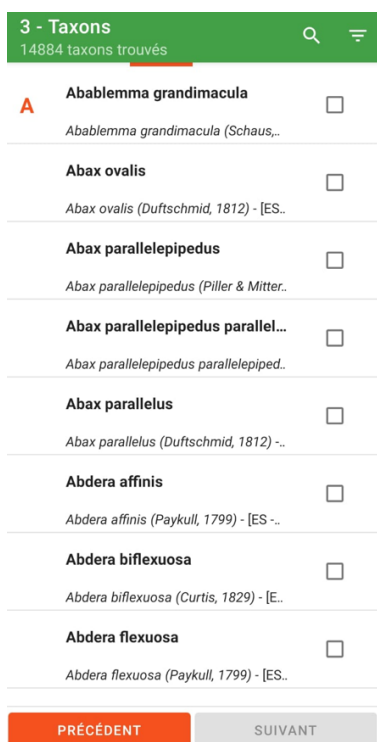 3 - Taxons
14884 taxons trouvés
A
Abablemma grandimacula
Abablemma grandimacula (Schaus,..
Abax ovalis
Abax ovalis (Duftschmid, 1812) - [ES..
Abax parallelepipedus
Abax parallelepipedus (Piller & Mitter..
Abax parallelepipedus parallel...
Abax parallelepipedus parallelepiped..
Abax parallelus
Abax parallelus (Duftschmid, 1812) -..
Abdera affinis
Abdera affinis (Paykull, 1799) - [ES -..
Abdera biflexuosa
Abdera biflexuosa (Curtis, 1829) - [E..
Abdera flexuosa
Abdera flexuosa (Paykull, 1799) - [ES..
PRÉCÉDENT
SUIVANT